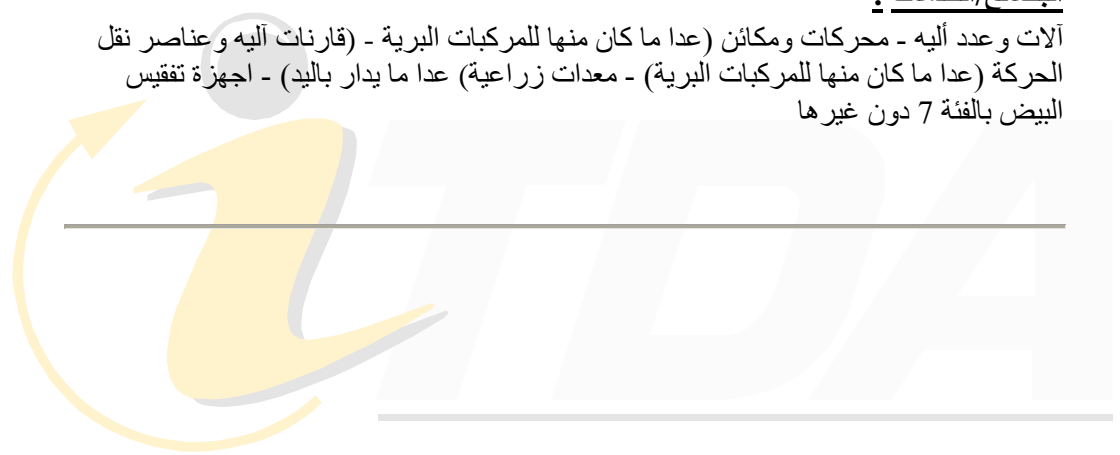 آلات وعدد أليه - محركات ومكائن (عدا ما كان منها للمركبات البرية - (قارنات آليه وعناصر نقل
الحركة (عدا ما كان منها للمركبات البرية) - معدات زراعية) عدا ما يدار باليد) - اجهزة تفقيس
البيض بالفئة 7 دون غيرها
iTDA